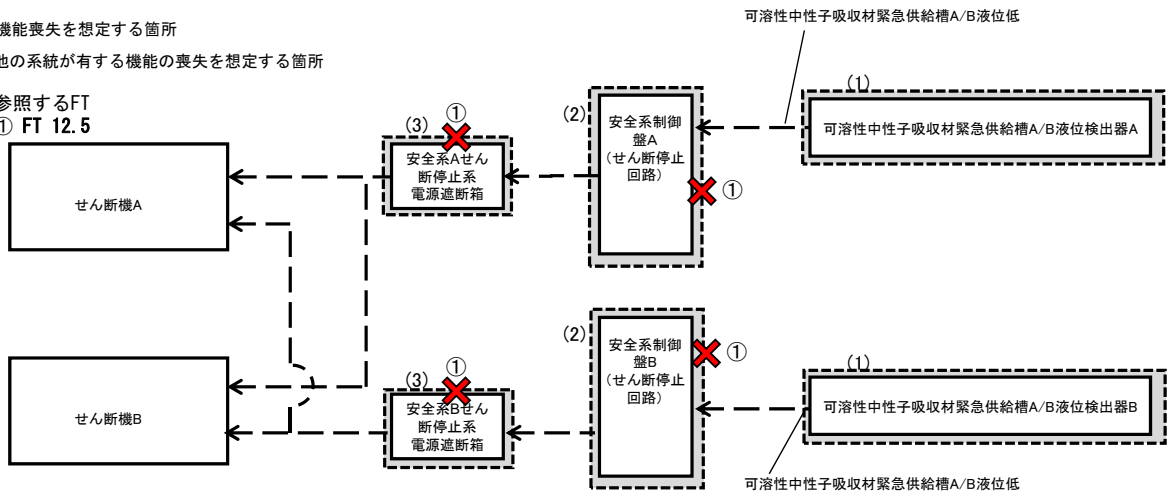 可溶性中性子吸収材緊急供給槽A/B液位低
機能喪失を想定する箇所
他の系統が有する機能の喪失を想定する箇所
参照するFT
① FT 12.5
(1)
可溶性中性子吸収材緊急供給槽A/B液位検出器A
(2)
安全系制御
盤A
(せん断停止
回路)
①
(3)
①
安全系Aせん
断停止系
電源遮断箱
せん断機A
(1)
可溶性中性子吸収材緊急供給槽A/B液位検出器B
(2)
安全系制御
盤B
(せん断停止
回路)
①
(3)
①
安全系Bせん
断停止系
電源遮断箱
せん断機B
可溶性中性子吸収材緊急供給槽A/B液位低